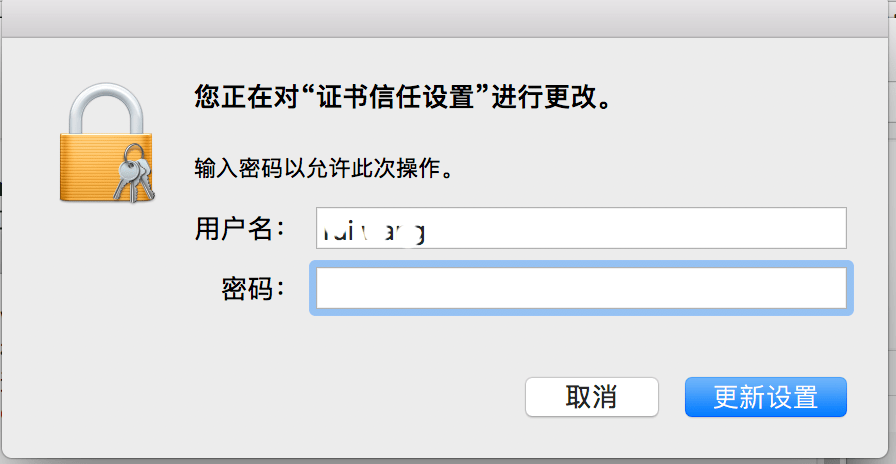 您正在对“证书信任设置”进行更改。
输入密码以允许此次操作。
用户名：
密码：
取消
更新设置